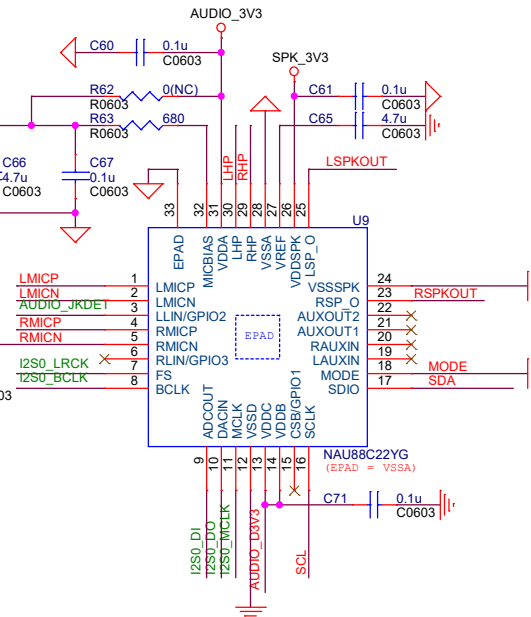 AUDIO_3V3
C60
0.1u
C0603
SPK_3V3
R62
0(NC)
R0603
R63
680
R0603
C61
0.1u
C0603
C65
4.7u
C0603
C66
4.7u
C0603
C67
0.1u
C0603
LHP
RHP
LSPKOUT
33
32
31
30
29
28
27
26
25
U9
EPAD
MICBIAS
VDDA
LHP
RHP
VSSA
VREF
VDDSPK
LSP_O
LMICP
1
LMICP
LMICN
2
LMICN
AUDIO_JKDET
3
LLIN/GPIO2
RMICP
4
RMICP
RMICN
5
RMICN
6
RLIN/GPIO3
I2S0_LRCK
7
FS
I2S0_BCLK
8
BCLK
03
EPAD
VSSSPK
24
RSP_O
23
RSPKOUT
AUXOUT2
22
AUXOUT1
21
RAUXIN
20
LAUXIN
19
MODE
18
MODE
SDIO
17
SDA
ADCOUT
DACIN
MCLK
VSSD
VDDC
VDDB
CSB/GPIO1
SCLK
NAU88C22YG
(EPAD = VSSA)
9
10
11
12
13
14
15
16
C71
0.1u
C0603
I2S0_DI
I2S0_DO
I2S0_MCLK
AUDIO_D3V3
SCL